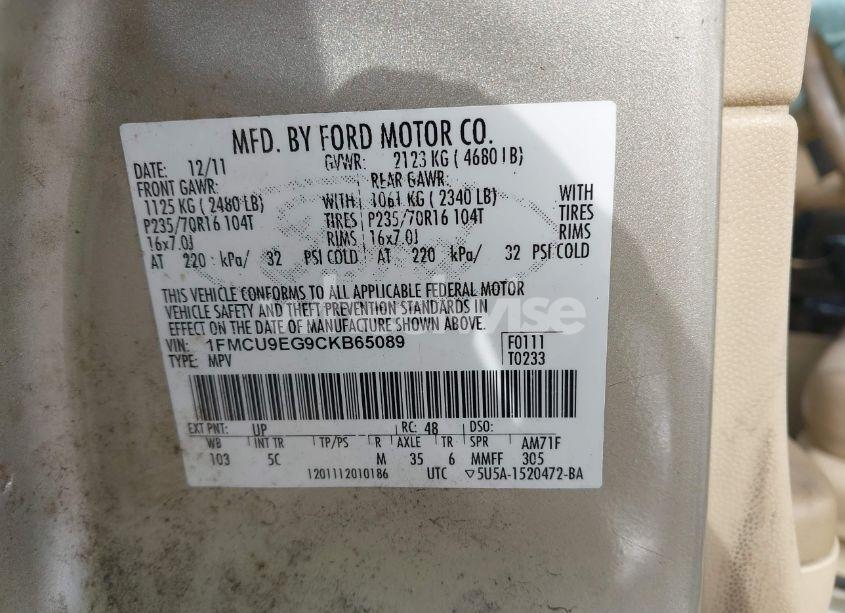 MFD. BY FORD MOTOR CO.
DATE: 12/11 GVWR: 2123 KG ( 4680 LB)
FRONT GAWR: REAR GAWR:
1125 KG ( 2480 LB) WITH 1061 KG ( 2340 LB) WITH
P235/70R16 104T TIRES P235/70R16 104T TIRES
16x7.0J RIMS 16x7.0J RIMS
AT 220 kPa/ 32 PSI COLD AT 220 kPa/ 32 PSI COLD
THIS VEHICLE CONFORMS TO ALL APPLICABLE FEDERAL MOTOR
VEHICLE SAFETY AND THEFT PREVENTION STANDARDS IN
EFFECT ON THE DATE OF MANUFACTURE SHOWN ABOVE.
VIN: 1FMCU9EG9CKB65089 F0111
TYPE: MPV T0233
EXT PNT: UP RC: 48 DSO:
WB INT TR TP/PS R AXLE TR SPR AM71F
103 5C M 35 6 MMFF 305
1201112010186 UTC ▽5U5A-1520472-BA